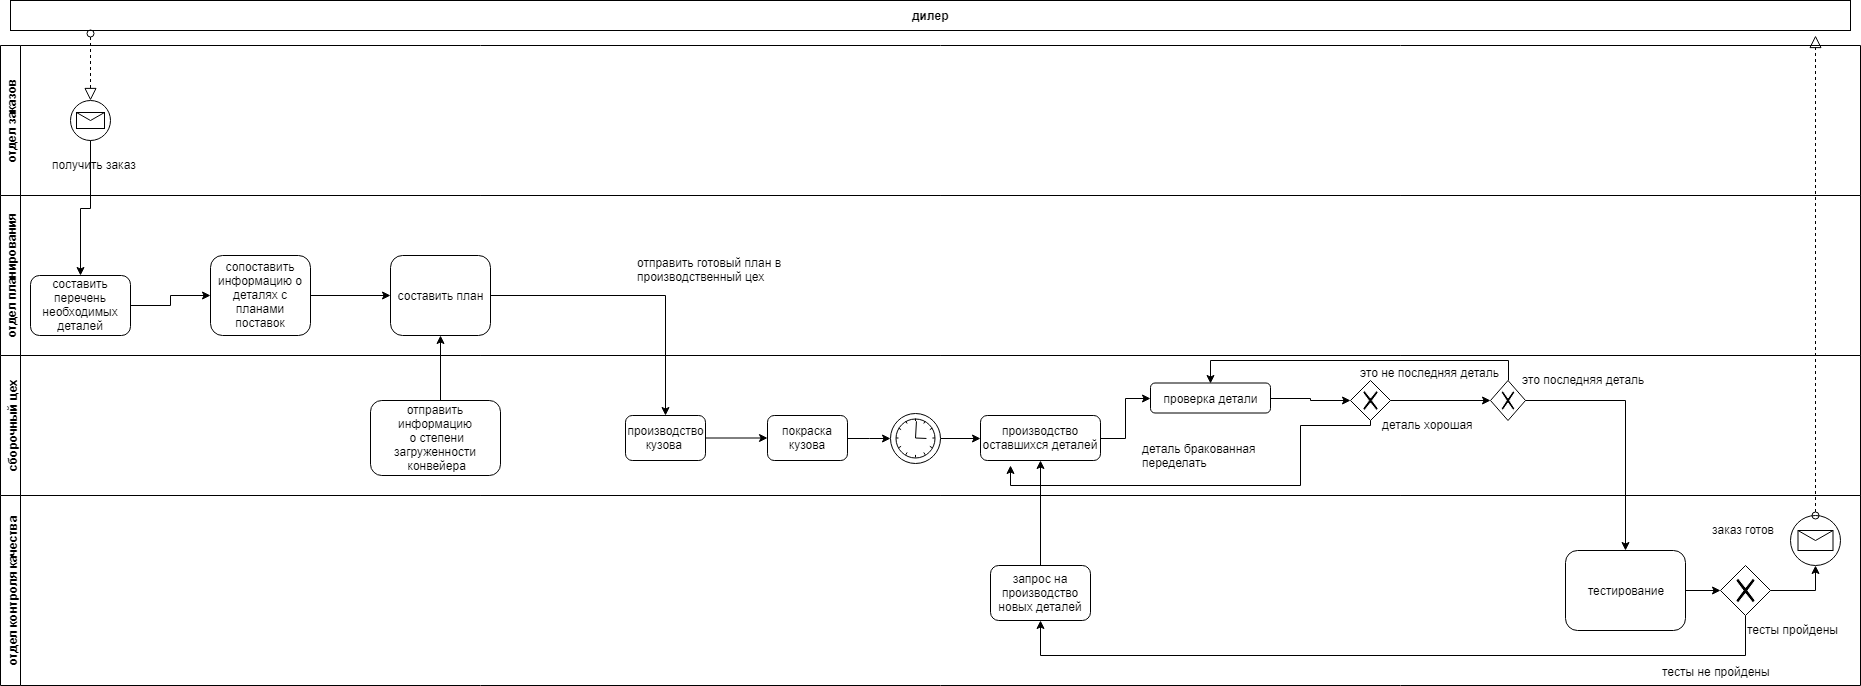 дилер
отдел заказов
получить заказ
отдел планирования
составить
перечень
необходимых
деталей
сопоставить
информацию о
деталях с
планами
поставок
составить план
отправить готовый план в
производственный цех
сборочный цех
отправить
информацию
о степени
загруженности
конвейера
производство
кузова
покраска
кузова
производство
оставшихся деталей
проверка детали
это не последняя деталь
это последняя деталь
деталь хорошая
деталь бракованная
переделать
отдел контроля качества
запрос на
производство
новых деталей
тестирование
заказ готов
тесты пройдены
тесты не пройдены